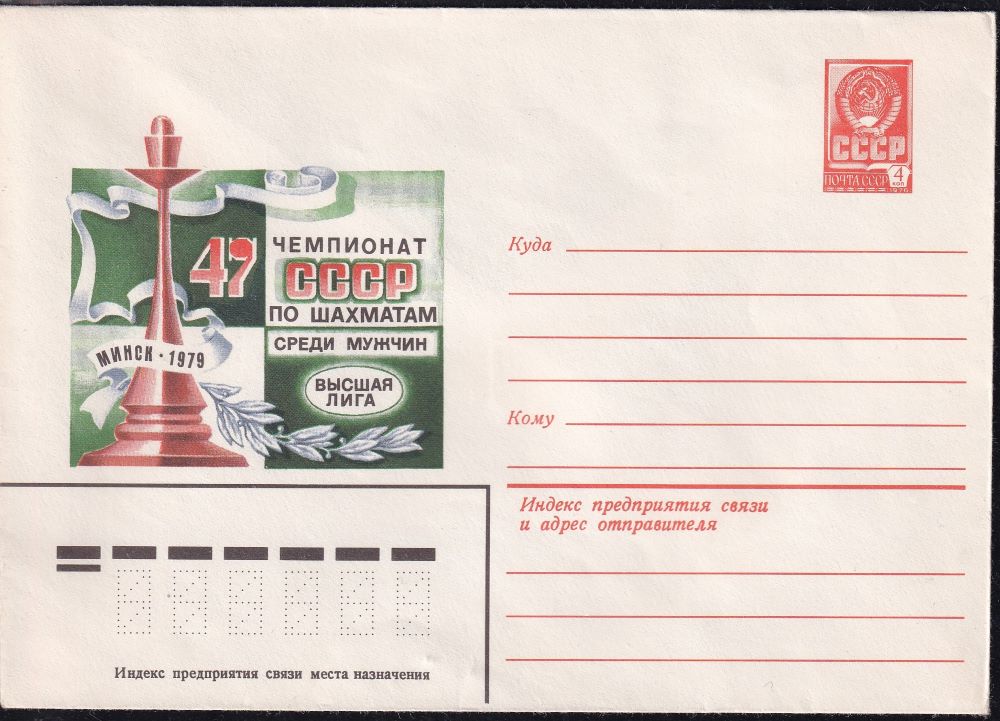 СССР
ПОЧТА СССР
4
КОП
1976
47
ЧЕМПИОНАТ
СССР
ПО ШАХМАТАМ
СРЕДИ МУЖЧИН
МИНСК · 1979
ВЫСШАЯ
ЛИГА
Куда
Кому
Индекс предприятия связи
и адрес отправителя
Индекс предприятия связи места назначения